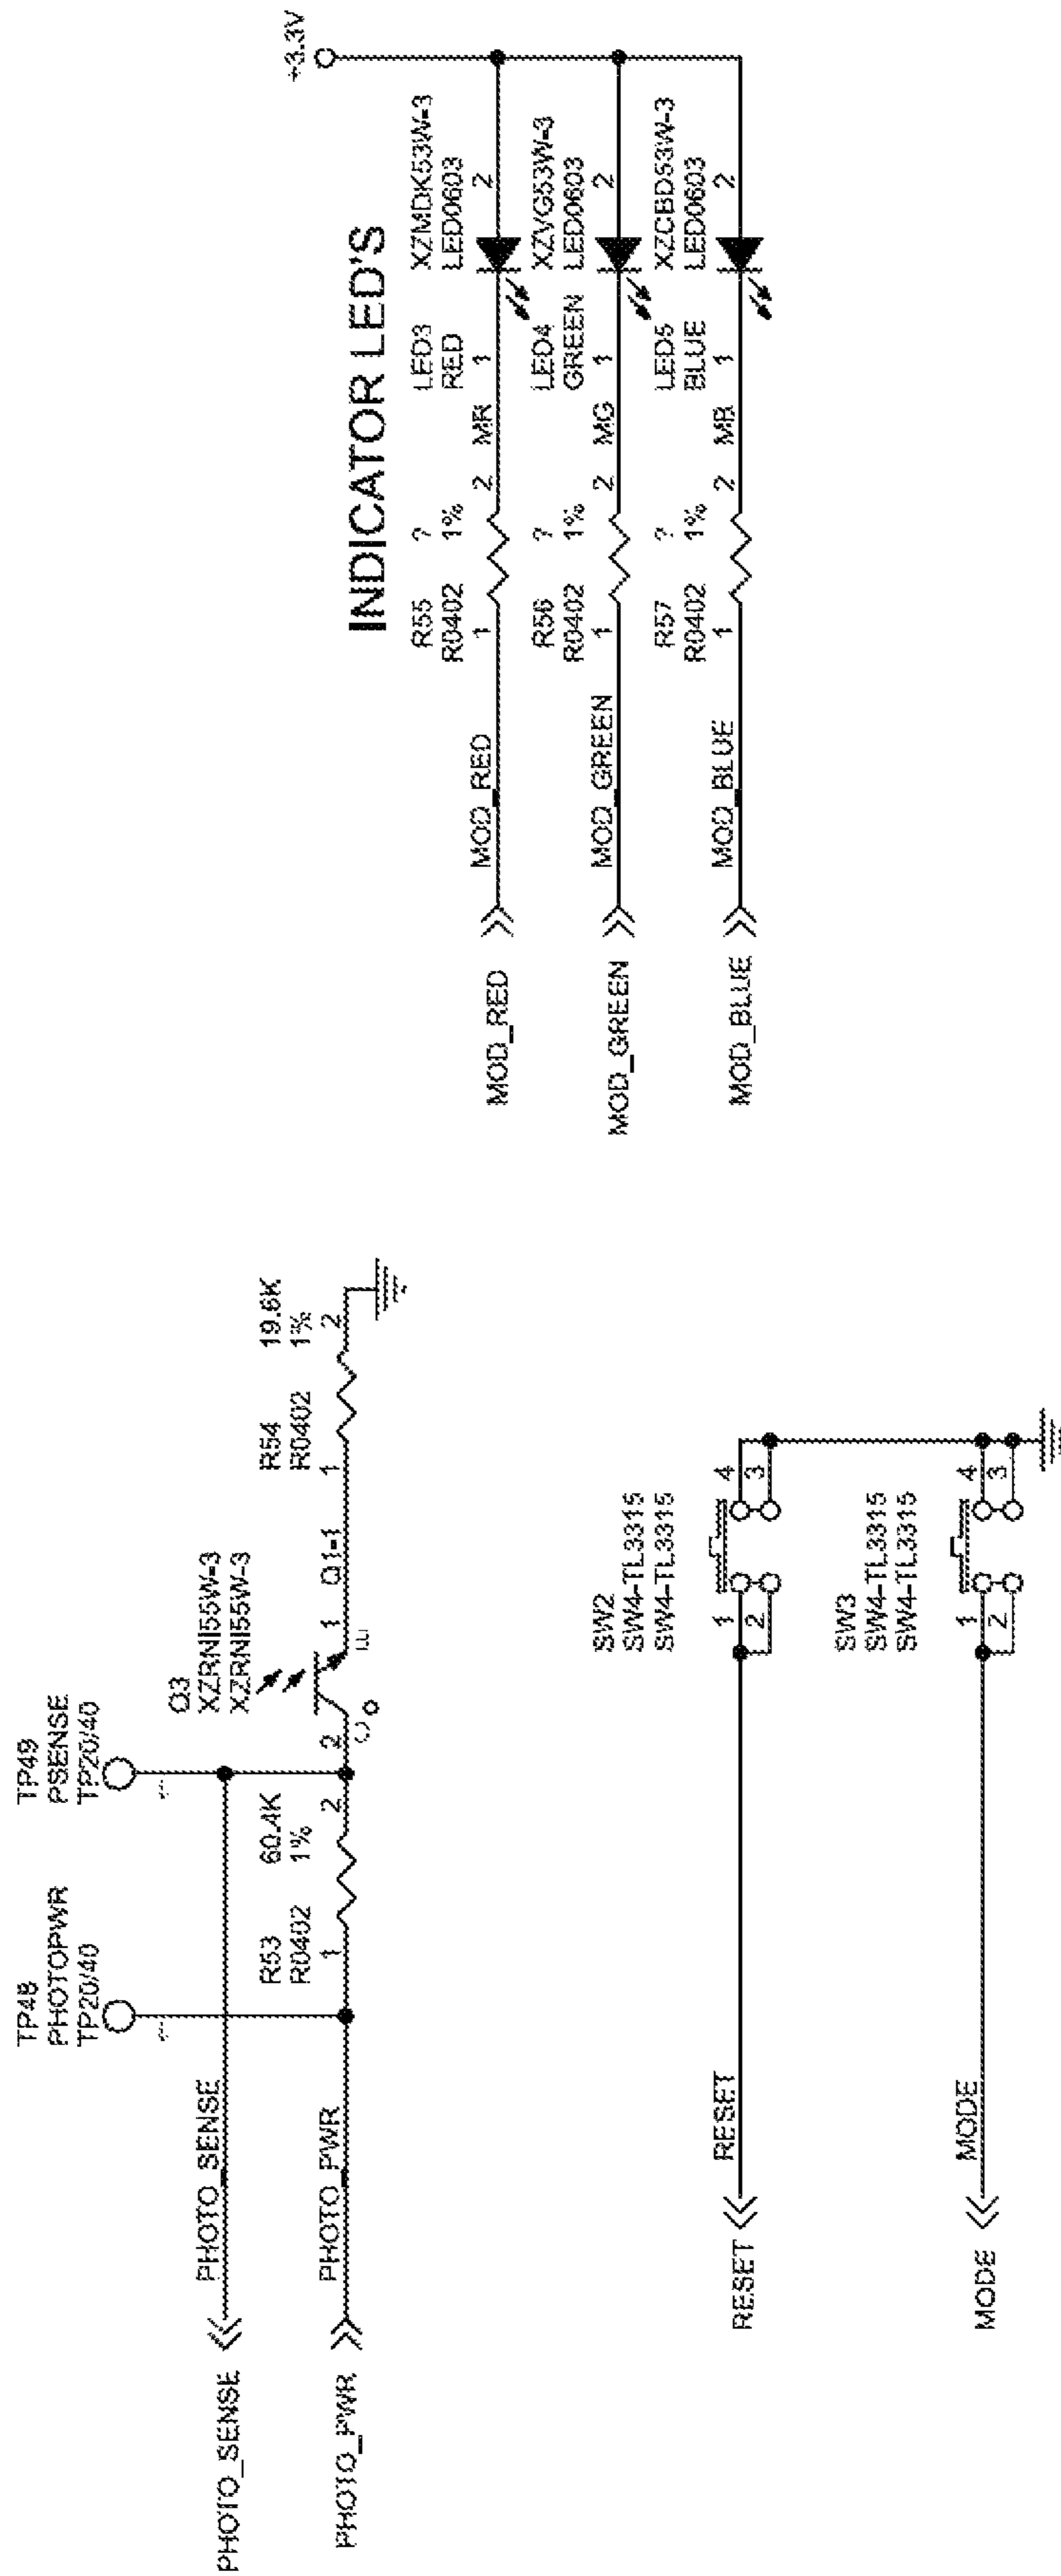 TP48
PHOTOPWR
TP20/40
TP49
PSENSE
TP20/40
PHOTO_SENSE
PHOTO_SENSE
PHOTO_PWR
PHOTO_PWR
R53 60.4K
R0402 1%
1 2
Q3
XZRNI55W-3
XZRNI55W-3
2 1
C E
Q1-1
R54 19.6K
R0402 1%
1 2
RESET
RESET
SW2
SW4-TL3315
SW4-TL3315
1 4
2 3
MODE
MODE
SW3
SW4-TL3315
SW4-TL3315
1 4
2 3
+3.3V
INDICATOR LED'S
MOD_RED
MOD_RED
R55 ?
R0402 1%
1 2
MR
LED3 XZMDK53W-3
RED LED0603
1 2
MOD_GREEN
MOD_GREEN
R56 ?
R0402 1%
1 2
MG
LED4 XZVG53W-3
GREEN LED0603
1 2
MOD_BLUE
MOD_BLUE
R57 ?
R0402 1%
1 2
MB
LED5 XZCBD53W-3
BLUE LED0603
1 2